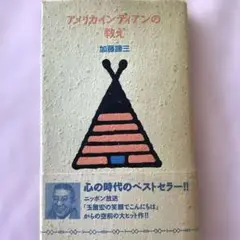 アメリカインディアンの
教え
加藤諦三
心の時代のベストセラー!!
ニッポン放送
「玉置宏の笑顔でこんにちは」
からの空前の大ヒット作!!